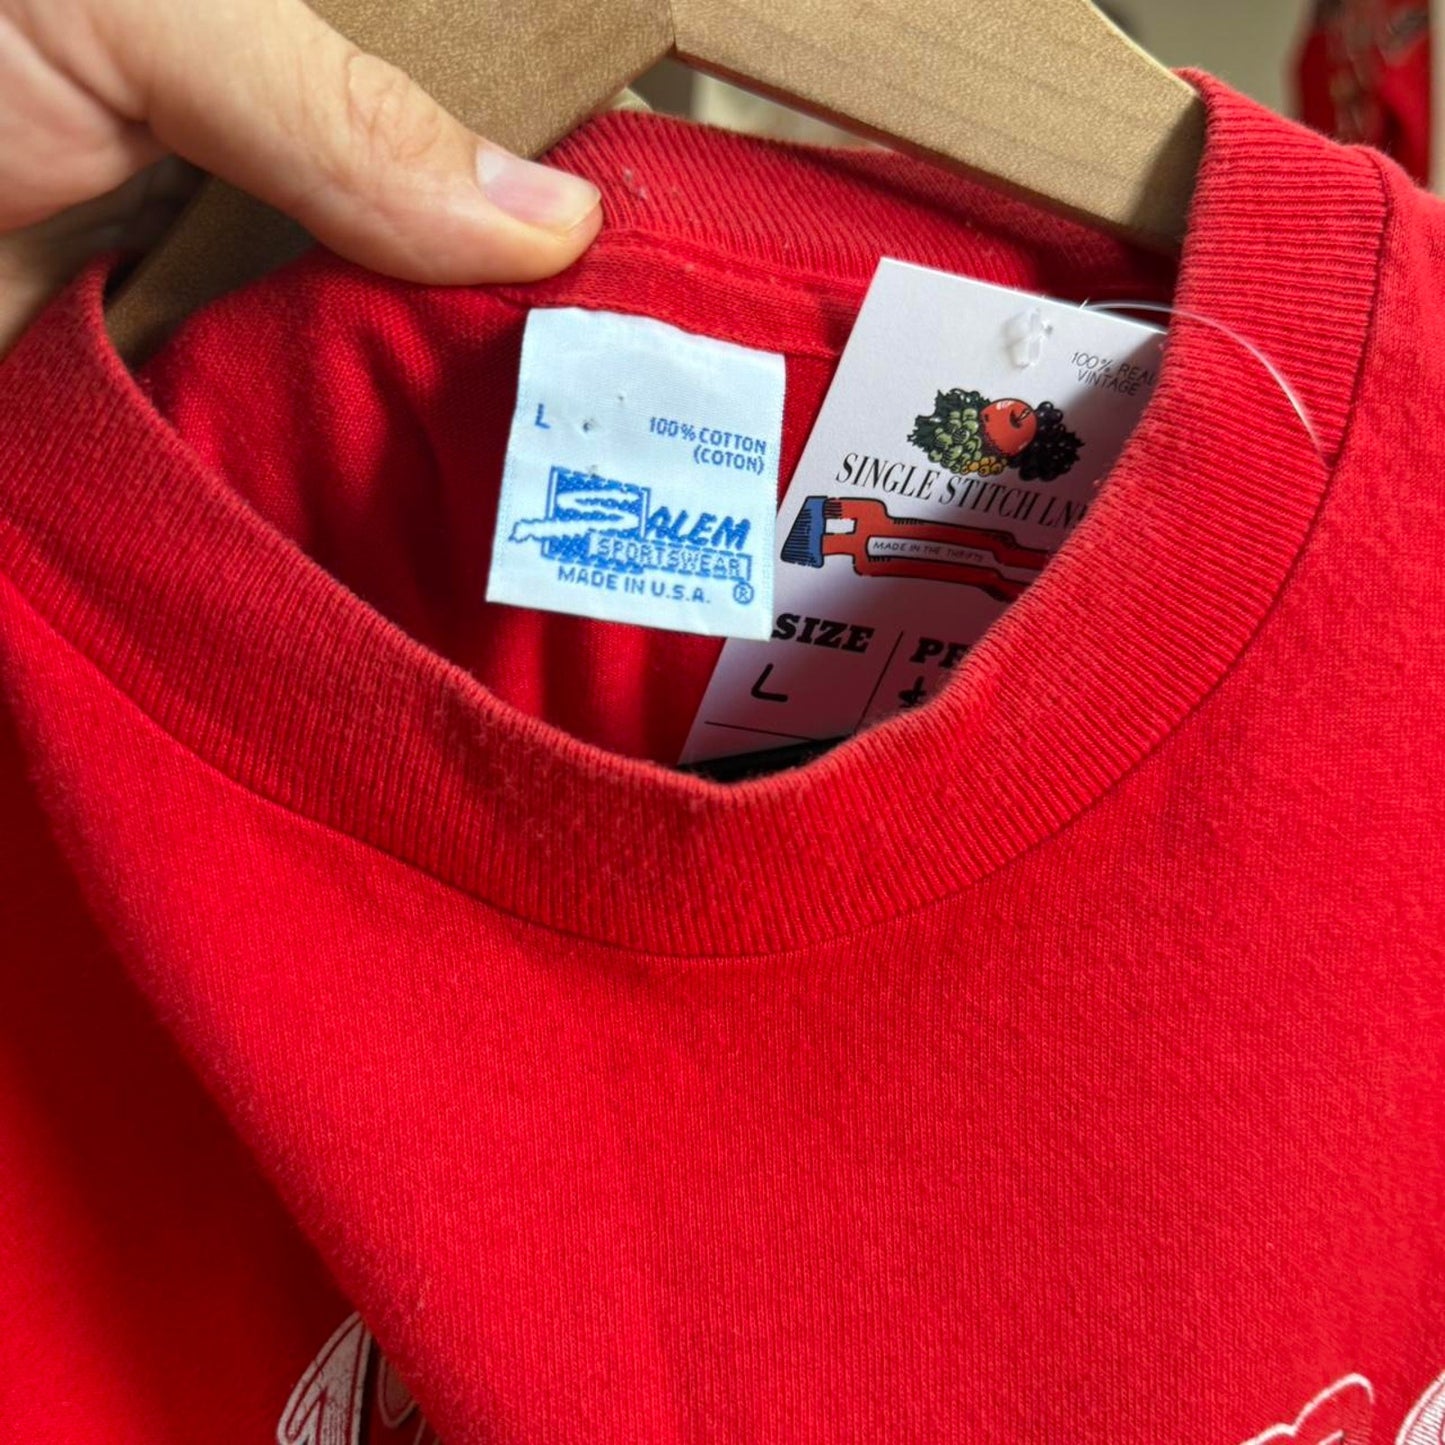 L
100% COTTON
(COTON)
SALEM
SPORTSWEAR
MADE IN U.S.A. ®
100% REAL
VINTAGE
SINGLE STITCH
MADE IN THE THRIFTS
SIZE
L